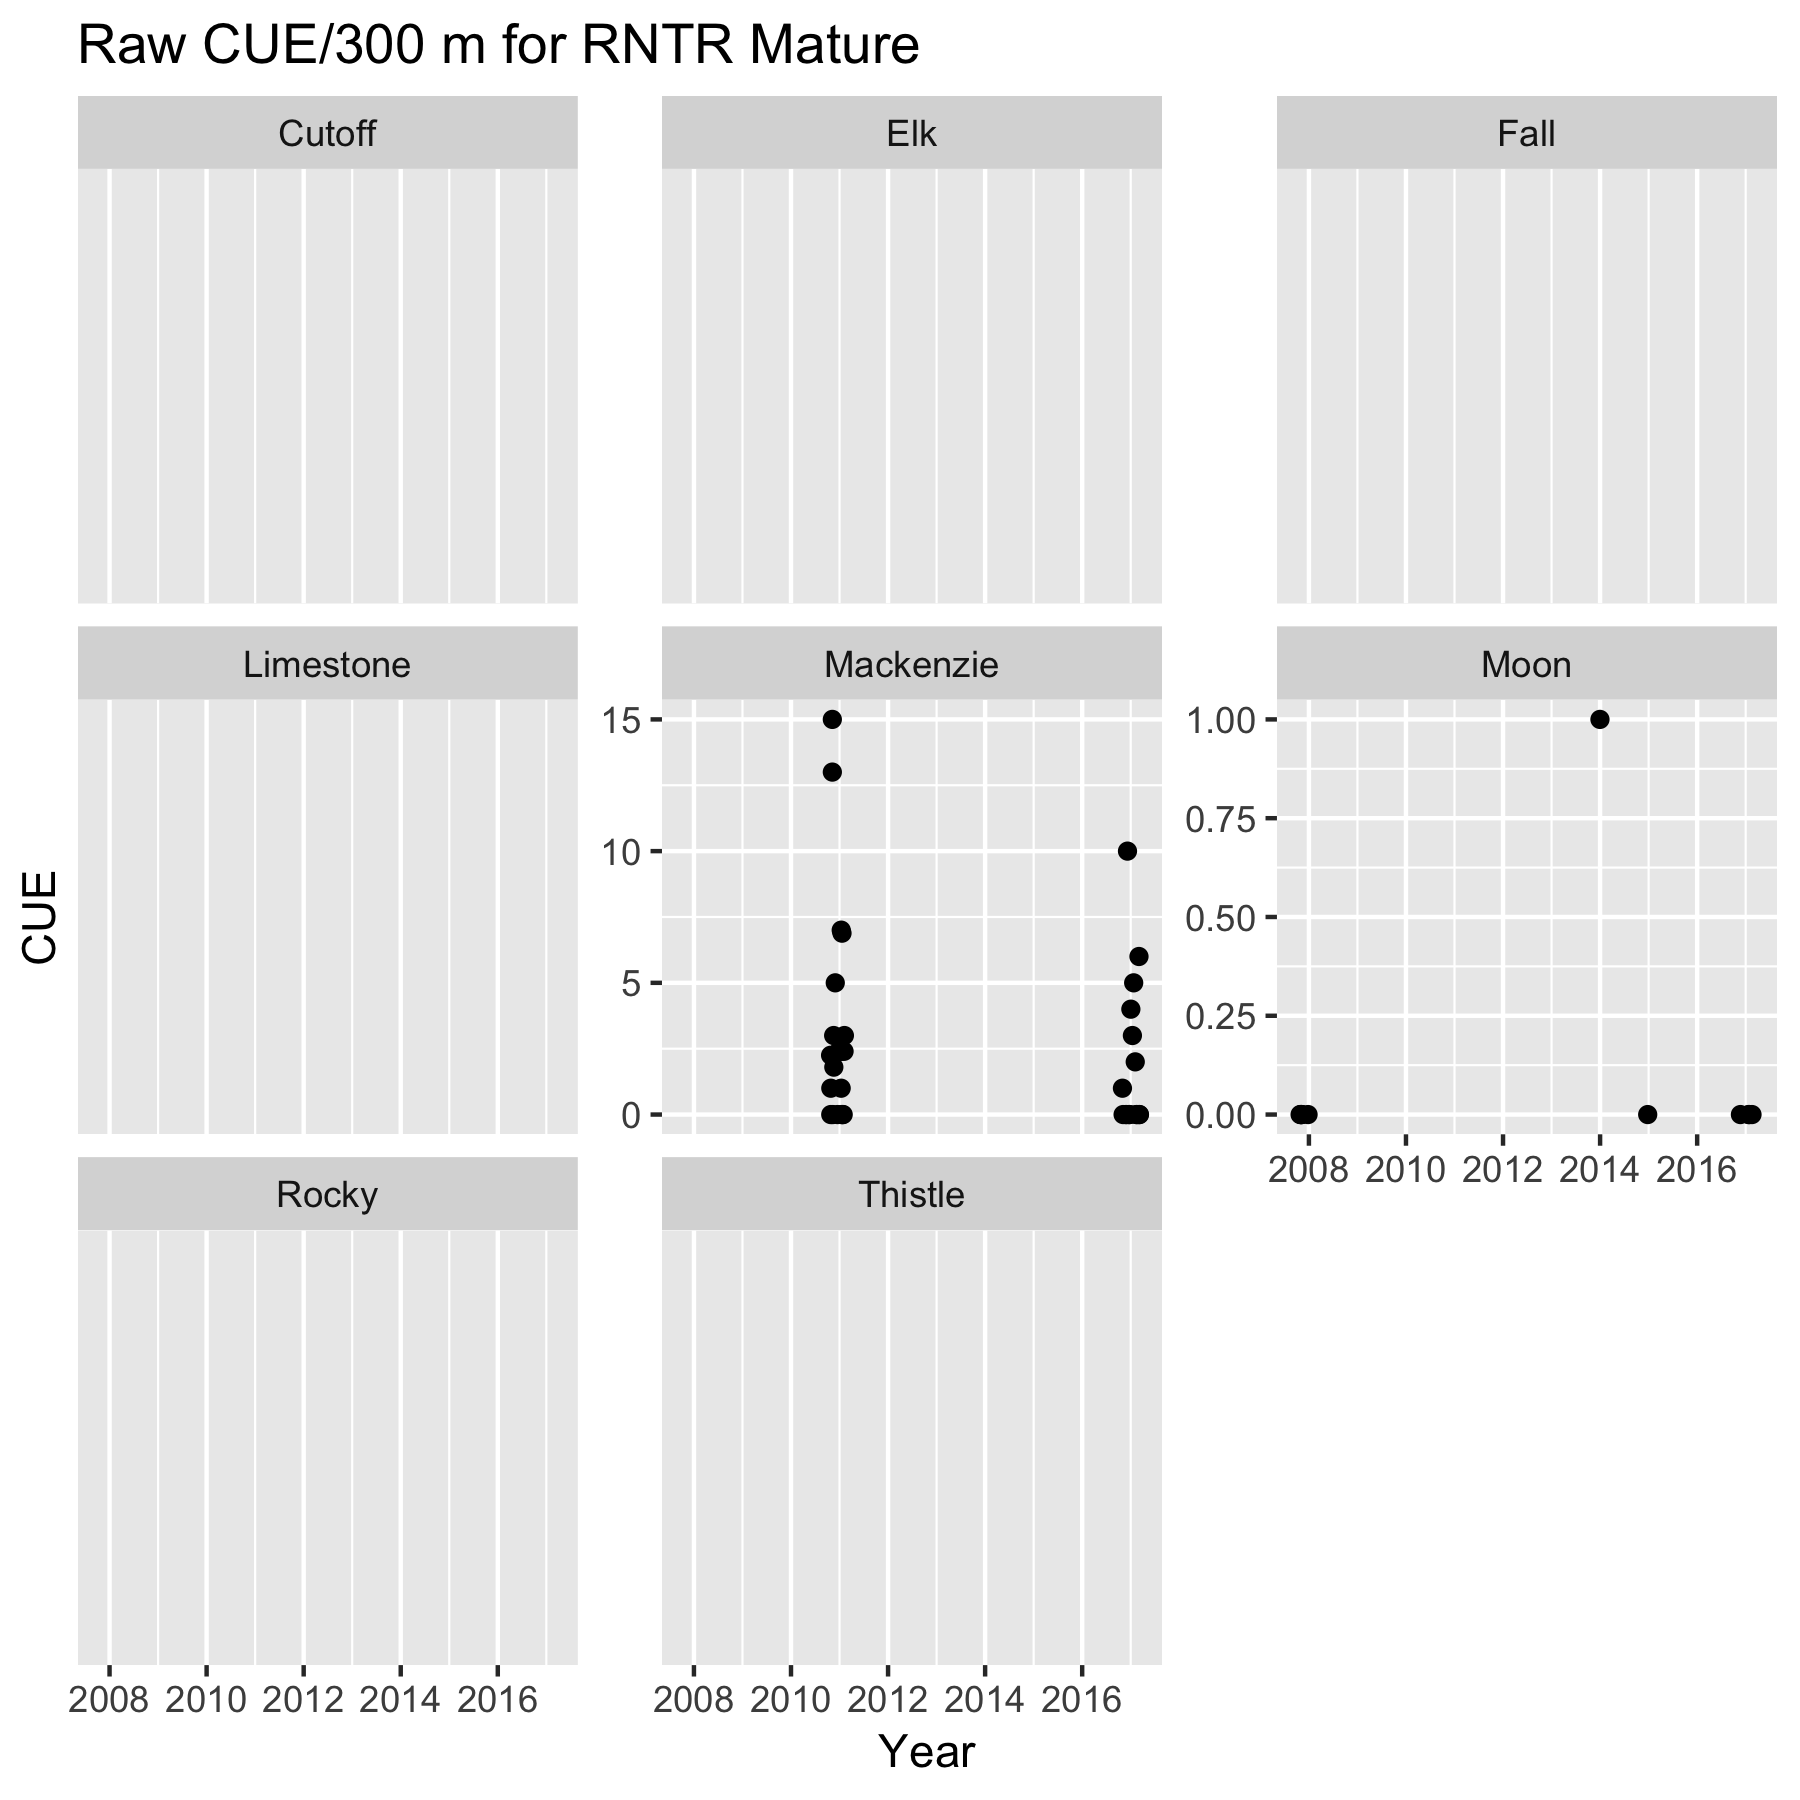 Raw CUE/300 m for RNTR Mature
Cutoff Elk Fall
Limestone Mackenzie Moon
15
10
5
0
1.00
0.75
0.50
0.25
0.00
2008 2010 2012 2014 2016
CUE
Rocky Thistle
2008 2010 2012 2014 2016 2008 2010 2012 2014 2016
Year